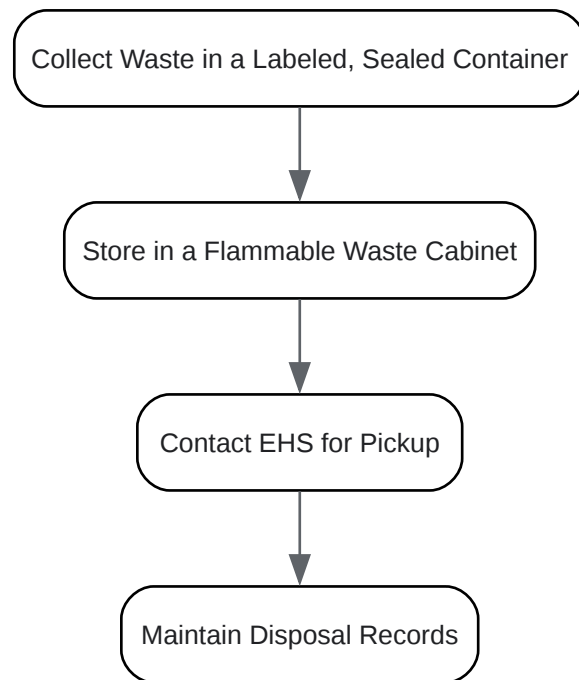 Collect Waste in a Labeled, Sealed Container
Store in a Flammable Waste Cabinet
Contact EHS for Pickup
Maintain Disposal Records